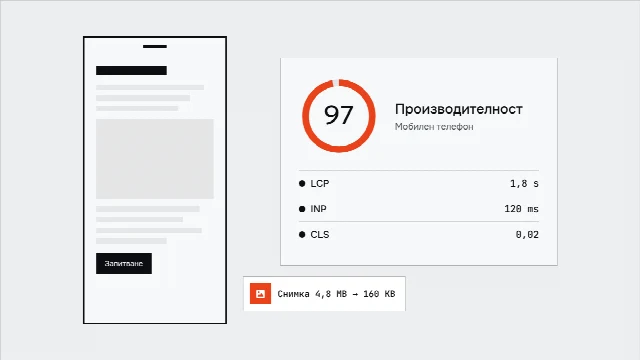 97
Производителност
Мобилен телефон
LCP 1,8 s
INP 120 ms
CLS 0,02
Запитване
Снимка 4,8 MB → 160 KB